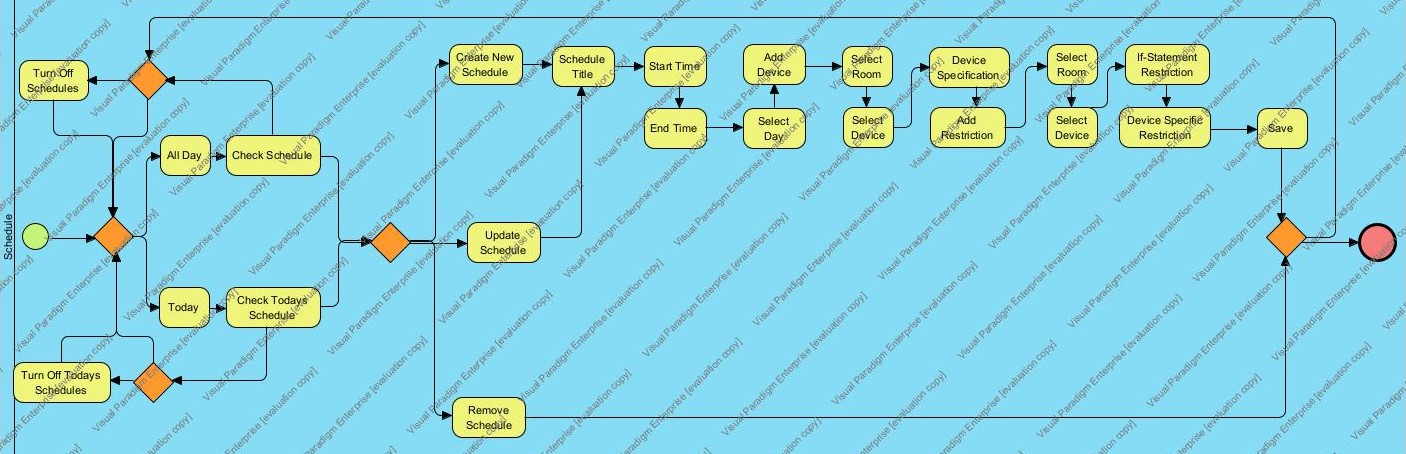 Schedule
Turn Off
Schedules
All Day
Check Schedule
Today
Check Todays
Schedule
Turn Off Todays
Schedules
Create New
Schedule
Update
Schedule
Remove
Schedule
Schedule
Title
Start Time
End Time
Select
Day
Add
Device
Select
Room
Select
Device
Device
Specification
Add
Restriction
Select
Room
Select
Device
If-Statement
Restriction
Device Specific
Restriction
Save
Visual Paradigm Enterprise [evaluation copy]